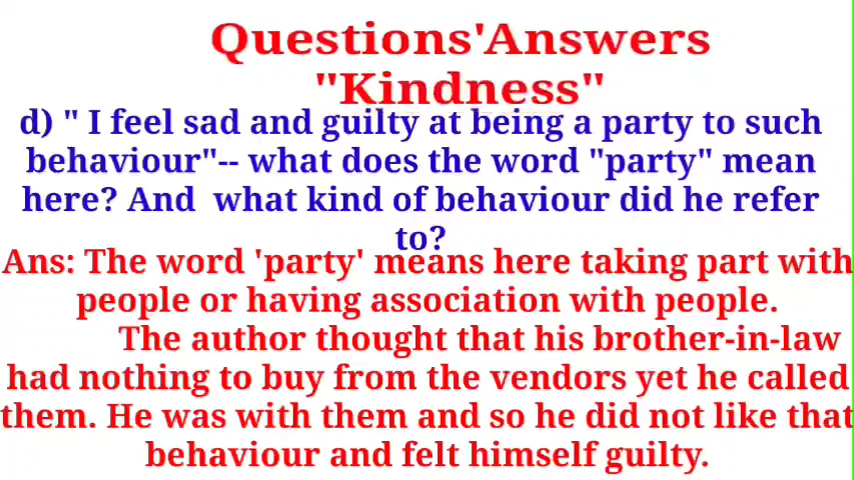 Questions'Answers
"Kindness"
d) " I feel sad and guilty at being a party to such
behaviour"-- what does the word "party" mean
here? And  what kind of behaviour did he refer
to?
Ans: The word 'party' means here taking part with
people or having association with people.
The author thought that his brother-in-law
had nothing to buy from the vendors yet he called
them. He was with them and so he did not like that
behaviour and felt himself guilty.